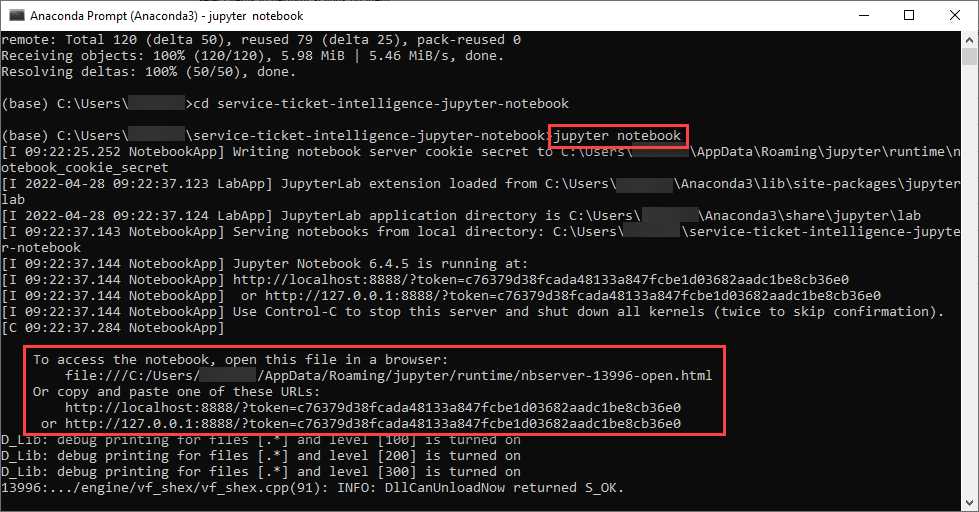 Anaconda Prompt (Anaconda3) - jupyter notebook
remote: Total 120 (delta 50), reused 79 (delta 25), pack-reused 0
Receiving objects: 100% (120/120), 5.98 MiB | 5.46 MiB/s, done.
Resolving deltas: 100% (50/50), done.
(base) C:\Users\ >cd service-ticket-intelligence-jupyter-notebook
(base) C:\Users\ \service-ticket-intelligence-jupyter-notebook>jupyter notebook
[I 09:22:25.252 NotebookApp] Writing notebook server cookie secret to C:\Users\ \AppData\Roaming\jupyter\runtime\n
otebook_cookie_secret
[I 2022-04-28 09:22:37.123 LabApp] JupyterLab extension loaded from C:\Users\ \Anaconda3\lib\site-packages\jupyter
lab
[I 2022-04-28 09:22:37.124 LabApp] JupyterLab application directory is C:\Users\ \Anaconda3\share\jupyter\lab
[I 09:22:37.143 NotebookApp] Serving notebooks from local directory: C:\Users\ \service-ticket-intelligence-jupyte
r-notebook
[I 09:22:37.144 NotebookApp] Jupyter Notebook 6.4.5 is running at:
[I 09:22:37.144 NotebookApp] http://localhost:8888/?token=c76379d38fcada48133a847fcbe1d03682aadc1be8cb36e0
[I 09:22:37.144 NotebookApp]  or http://127.0.0.1:8888/?token=c76379d38fcada48133a847fcbe1d03682aadc1be8cb36e0
[I 09:22:37.144 NotebookApp] Use Control-C to stop this server and shut down all kernels (twice to skip confirmation).
[C 09:22:37.284 NotebookApp]
To access the notebook, open this file in a browser:
file:///C:/Users/ /AppData/Roaming/jupyter/runtime/nbserver-13996-open.html
Or copy and paste one of these URLs:
http://localhost:8888/?token=c76379d38fcada48133a847fcbe1d03682aadc1be8cb36e0
or http://127.0.0.1:8888/?token=c76379d38fcada48133a847fcbe1d03682aadc1be8cb36e0
D_Lib: debug printing for files [.*] and level [100] is turned on
D_Lib: debug printing for files [.*] and level [200] is turned on
D_Lib: debug printing for files [.*] and level [300] is turned on
13996:.../engine/vf_shex/vf_shex.cpp(91): INFO: DllCanUnloadNow returned S_OK.